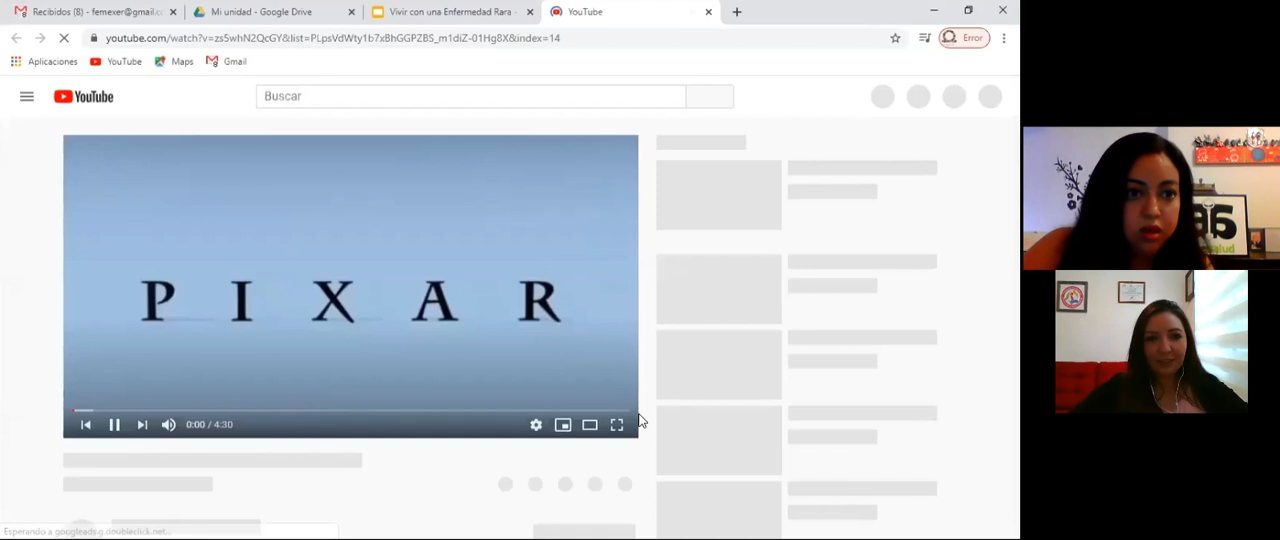 Recibidos (8) - femexer@gmail.c
Mi unidad - Google Drive
Vivir con una Enfermedad Rara -
YouTube
youtube.com/watch?v=zs5whN2QcGY&list=PLpsVdWty1b7xBhGGPZBS_m1diZ-01Hg8X&index=14
Error
Aplicaciones
YouTube
Maps
Gmail
YouTube
Buscar
PIXAR
0:00 / 4:30
Esperando a googleads.g.doubleclick.net...
salud